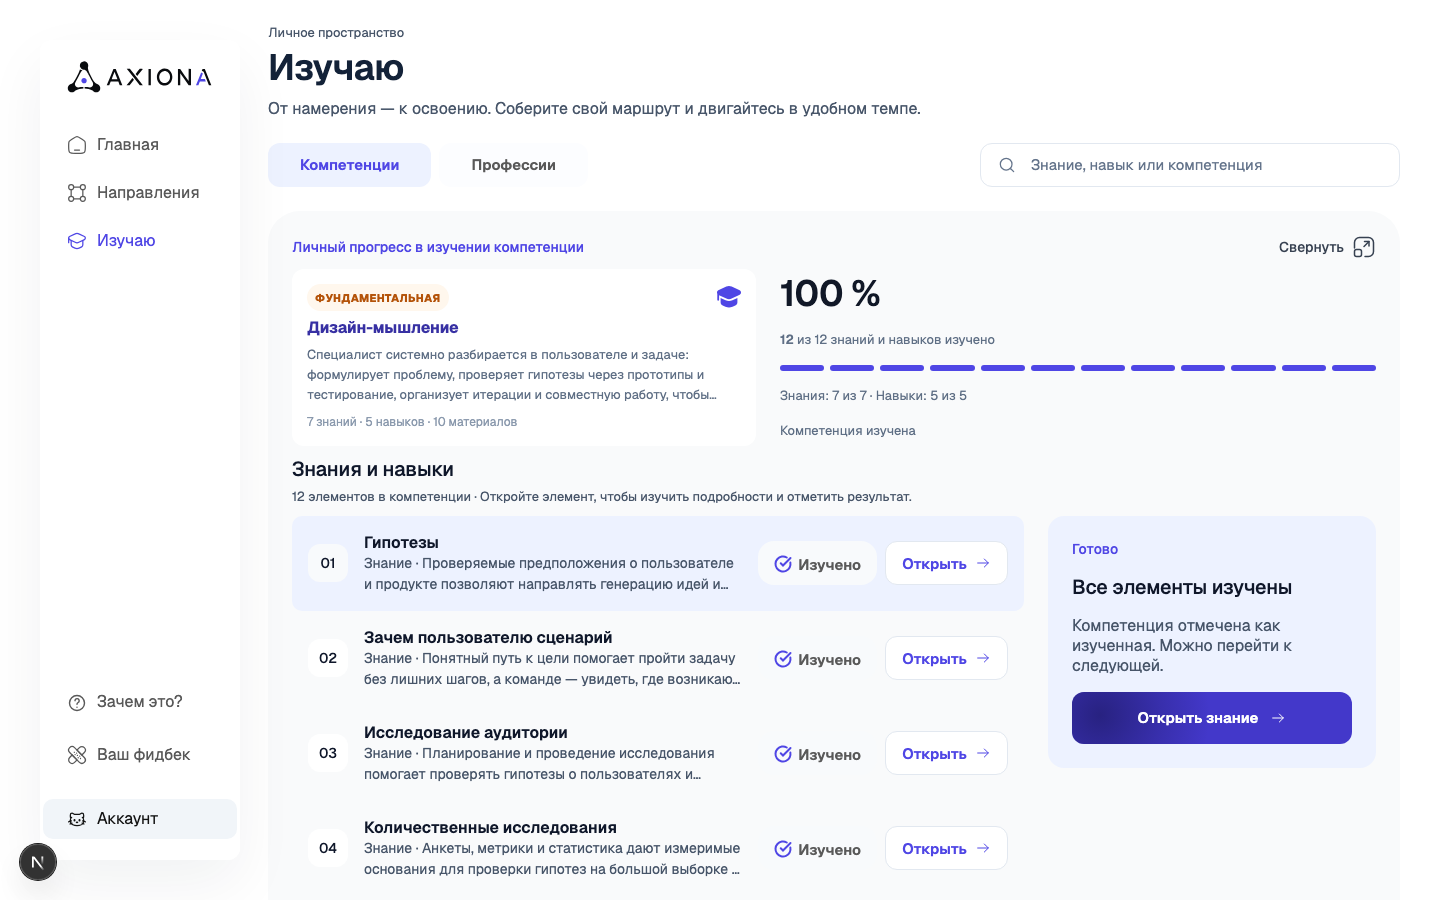 AXIONA
Главная
Направления
Изучаю
Зачем это?
Ваш фидбек
Аккаунт
N
Личное пространство
Изучаю
От намерения — к освоению. Соберите свой маршрут и двигайтесь в удобном темпе.
Компетенции
Профессии
Знание, навык или компетенция
Личный прогресс в изучении компетенции
Свернуть
ФУНДАМЕНТАЛЬНАЯ
Дизайн-мышление
Специалист системно разбирается в пользователе и задаче:
формулирует проблему, проверяет гипотезы через прототипы и
тестирование, организует итерации и совместную работу, чтобы…
7 знаний · 5 навыков · 10 материалов
100 %
12 из 12 знаний и навыков изучено
Знания: 7 из 7 · Навыки: 5 из 5
Компетенция изучена
Знания и навыки
12 элементов в компетенции · Откройте элемент, чтобы изучить подробности и отметить результат.
01
Гипотезы
Знание · Проверяемые предположения о пользователе
и продукте позволяют направлять генерацию идей и…
Изучено
Открыть
02
Зачем пользователю сценарий
Знание · Понятный путь к цели помогает пройти задачу
без лишних шагов, а команде — увидеть, где возникаю…
Изучено
Открыть
03
Исследование аудитории
Знание · Планирование и проведение исследования
помогает проверять гипотезы о пользователях и…
Изучено
Открыть
04
Количественные исследования
Знание · Анкеты, метрики и статистика дают измеримые
основания для проверки гипотез на большой выборке …
Изучено
Открыть
Готово
Все элементы изучены
Компетенция отмечена как
изученная. Можно перейти к
следующей.
Открыть знание